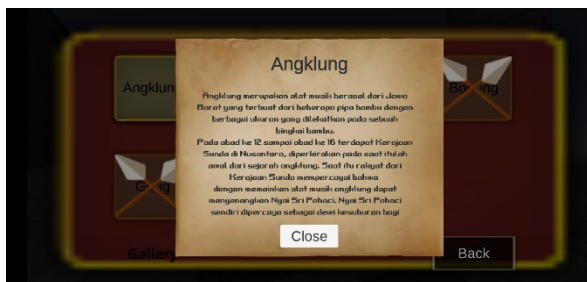 Angklung
Angklung merupakan alat musik berasal dari Jawa
Barat yang terbuat dari beberapa pipa bambu dengan
berbagai ukuran yang dilekatkan pada sebuah
bingkai bambu.
Pada abad ke 12 sampai abad ke 16 terdapat Kerajaan
Sunda di Nusantara, diperkirakan pada saat itulah
awal dari sejarah angklung. Saat itu rakyat dari
Kerajaan Sunda mempercayai bahwa
dengan memainkan alat musik angklung dapat
menyenangkan Nyai Sri Pohaci. Nyai Sri Pohaci
sendiri dipercaya sebagai dewi kesuburan bagi
Close
Angklun
Gallery
Back